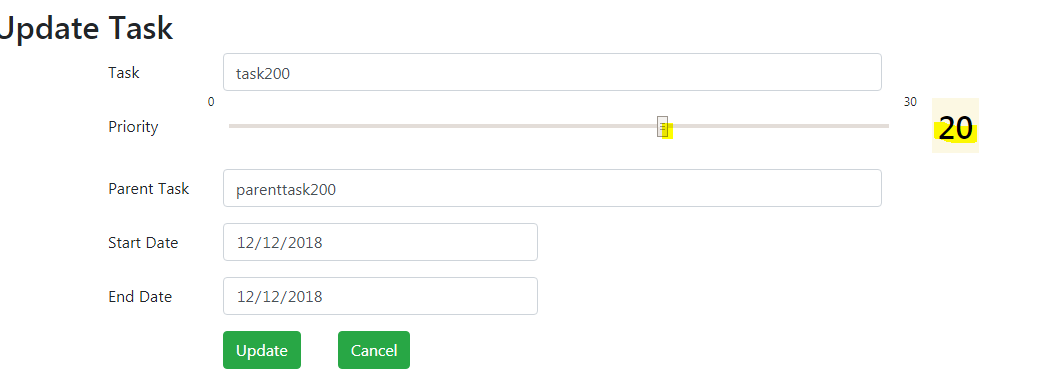 Update Task
Task task200
0 30
Priority 20
Parent Task parenttask200
Start Date 12/12/2018
End Date 12/12/2018
Update Cancel